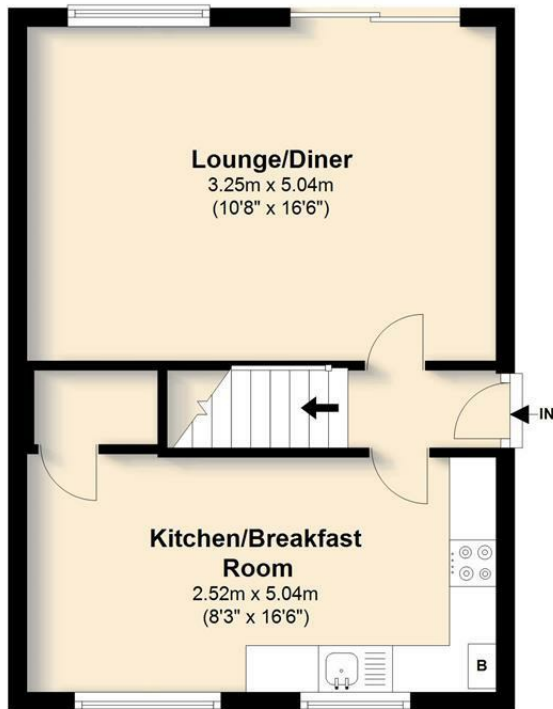 Lounge/Diner
3.25m x 5.04m
(10'8" x 16'6")
IN
Kitchen/Breakfast
Room
2.52m x 5.04m
(8'3" x 16'6")
B